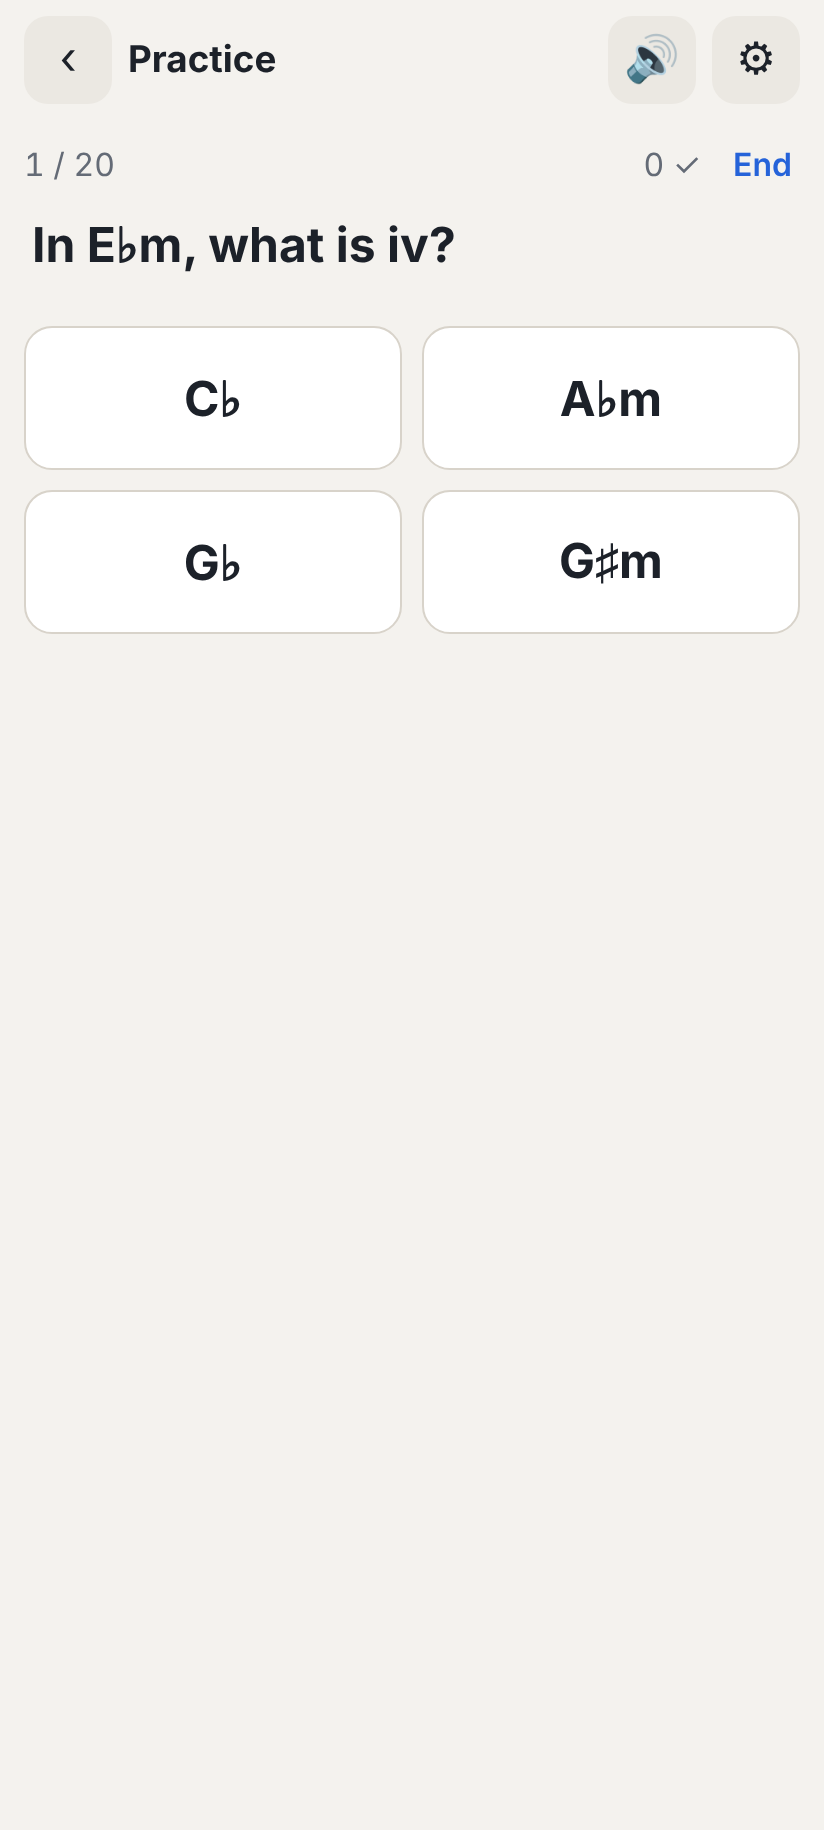 ‹ Practice 🔊 ⚙
1 / 20 0 ✓ End
In E♭m, what is iv?
C♭ A♭m
G♭ G♯m